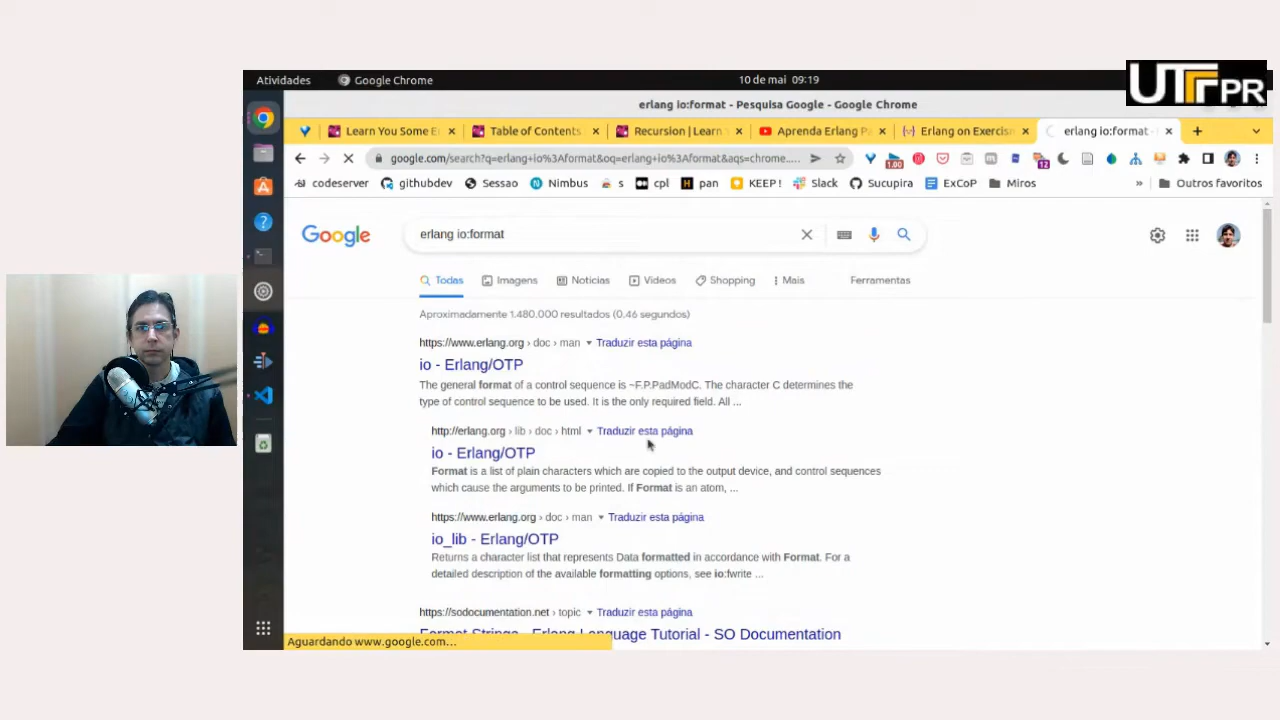 UTFPR
Atividades
Google Chrome
10 de mai 09:19
erlang io:format - Pesquisa Google - Google Chrome
Learn You Some E
Table of Contents
Recursion | Learn
Aprenda Erlang P
Erlang on Exercis
erlang io:format -
google.com/search?q=erlang+io%3Aformat&oq=erlang+io%3Aformat&aqs=chrome.....
1.00
12
codeserver
githubdev
Sessao
Nimbus
s
cpl
pan
KEEP!
Slack
Sucupira
ExCoP
Miros
»
Outros favoritos
Google
erlang io:format
Todas
Imagens
Notícias
Vídeos
Shopping
Mais
Ferramentas
Aproximadamente 1.480.000 resultados (0,46 segundos)
https://www.erlang.org › doc › man ▾ Traduzir esta página
io - Erlang/OTP
The general format of a control sequence is ~F.P.PadModC. The character C determines the
type of control sequence to be used. It is the only required field. All ...
http://erlang.org › lib › doc › html ▾ Traduzir esta página
io - Erlang/OTP
Format is a list of plain characters which are copied to the output device, and control sequences
which cause the arguments to be printed. If Format is an atom, ...
https://www.erlang.org › doc › man ▾ Traduzir esta página
io_lib - Erlang/OTP
Returns a character list that represents Data formatted in accordance with Format. For a
detailed description of the available formatting options, see io:fwrite ...
https://sodocumentation.net › topic ▾ Traduzir esta página
Format Strings - Erlang Language Tutorial - SO Documentation
Aguardando www.google.com...